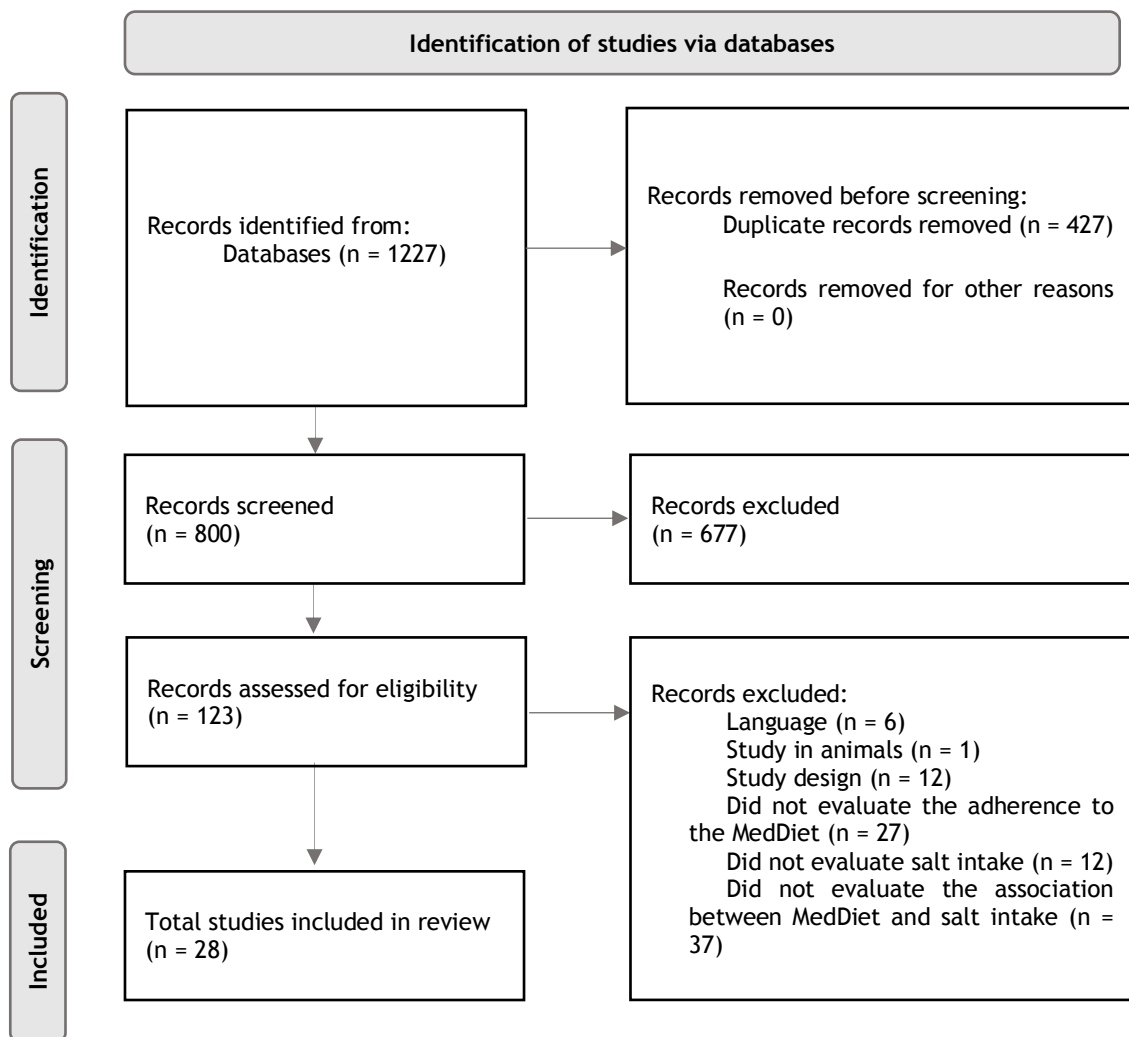 Identification of studies via databases
Identification
Records identified from:
Databases (n = 1227)
Records removed before screening:
Duplicate records removed (n = 427)
Records removed for other reasons
(n = 0)
Screening
Records screened
(n = 800)
Records excluded
(n = 677)
Records assessed for eligibility
(n = 123)
Records excluded:
Language (n = 6)
Study in animals (n = 1)
Study design (n = 12)
Did not evaluate the adherence to
the MedDiet (n = 27)
Did not evaluate salt intake (n = 12)
Did not evaluate the association
between MedDiet and salt intake (n =
37)
Included
Total studies included in review
(n = 28)